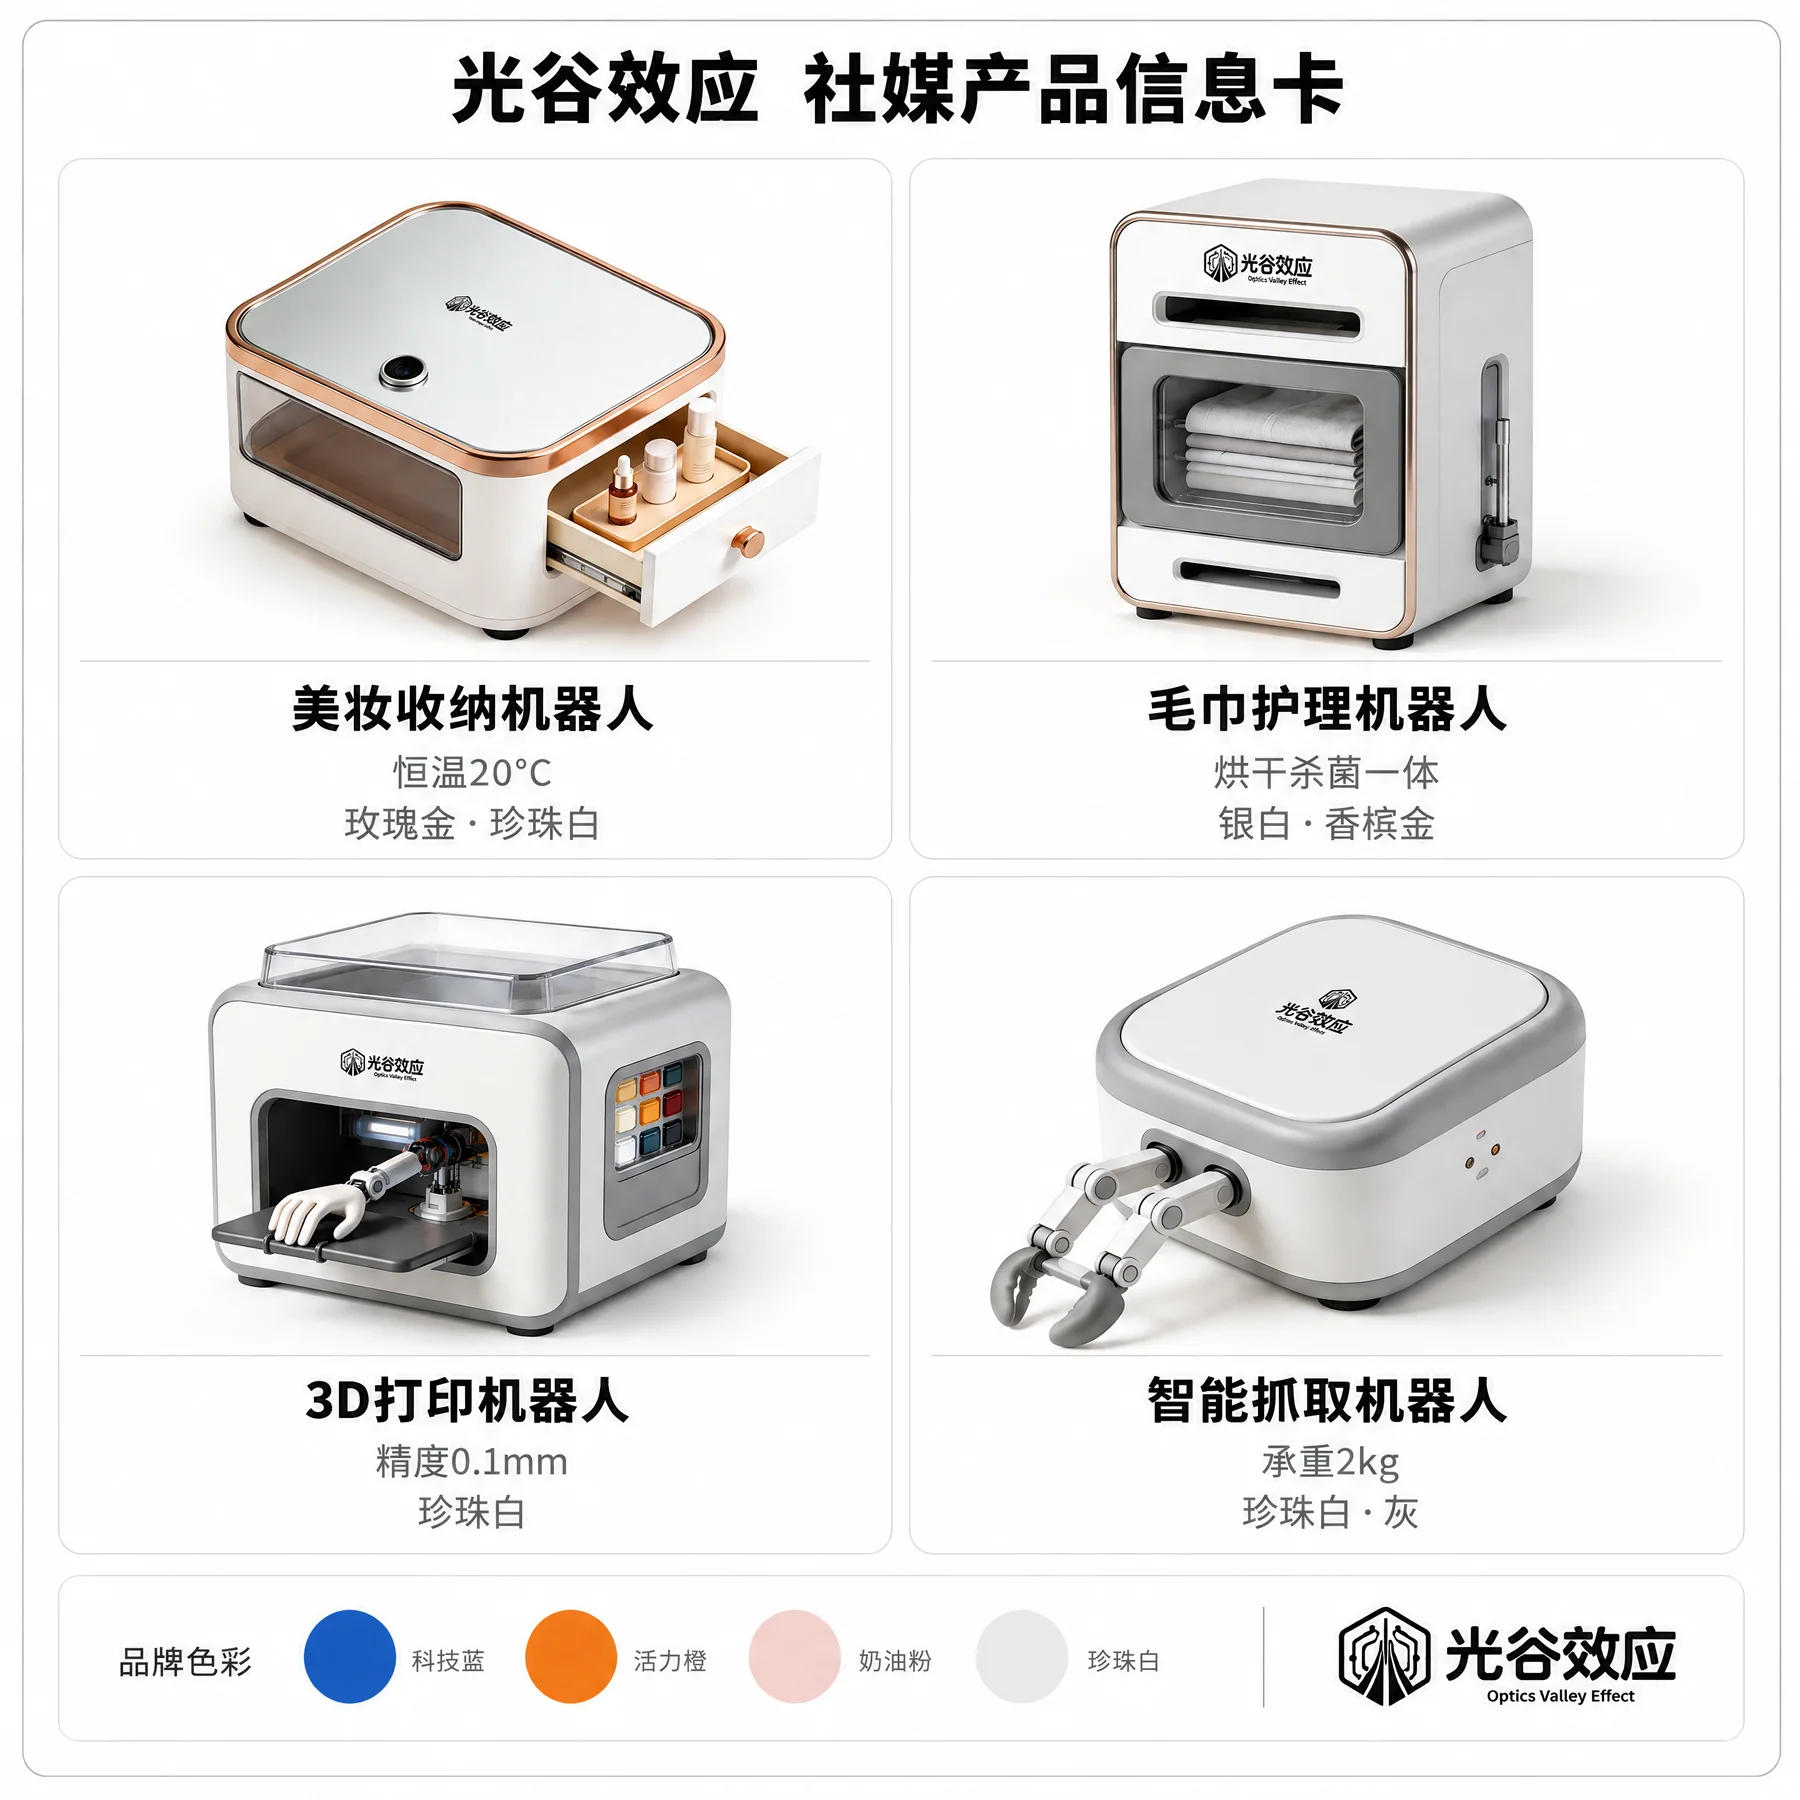 光谷效应 社媒产品信息卡
光谷效应
光谷效应
Optics Valley Effect
美妆收纳机器人
恒温20°C
玫瑰金·珍珠白
毛巾护理机器人
烘干杀菌一体
银白·香槟金
光谷效应
Optics Valley Effect
光谷效应
Optics Valley Effect
3D打印机器人
精度0.1mm
珍珠白
智能抓取机器人
承重2kg
珍珠白·灰
品牌色彩
科技蓝
活力橙
奶油粉
珍珠白
光谷效应
Optics Valley Effect